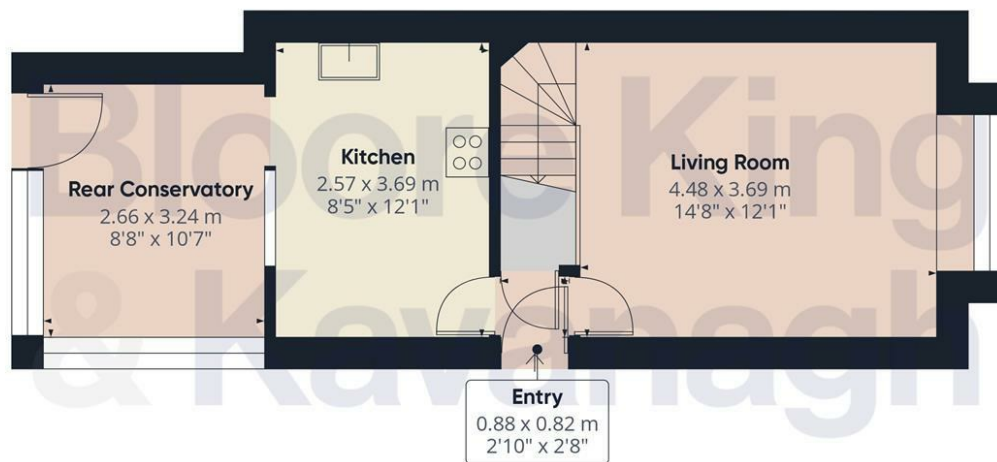 Rear Conservatory
2.66 x 3.24 m
8'8" x 10'7"
Kitchen
2.57 x 3.69 m
8'5" x 12'1"
Living Room
4.48 x 3.69 m
14'8" x 12'1"
Entry
0.88 x 0.82 m
2'10" x 2'8"
Bloore King
& Kavanagh